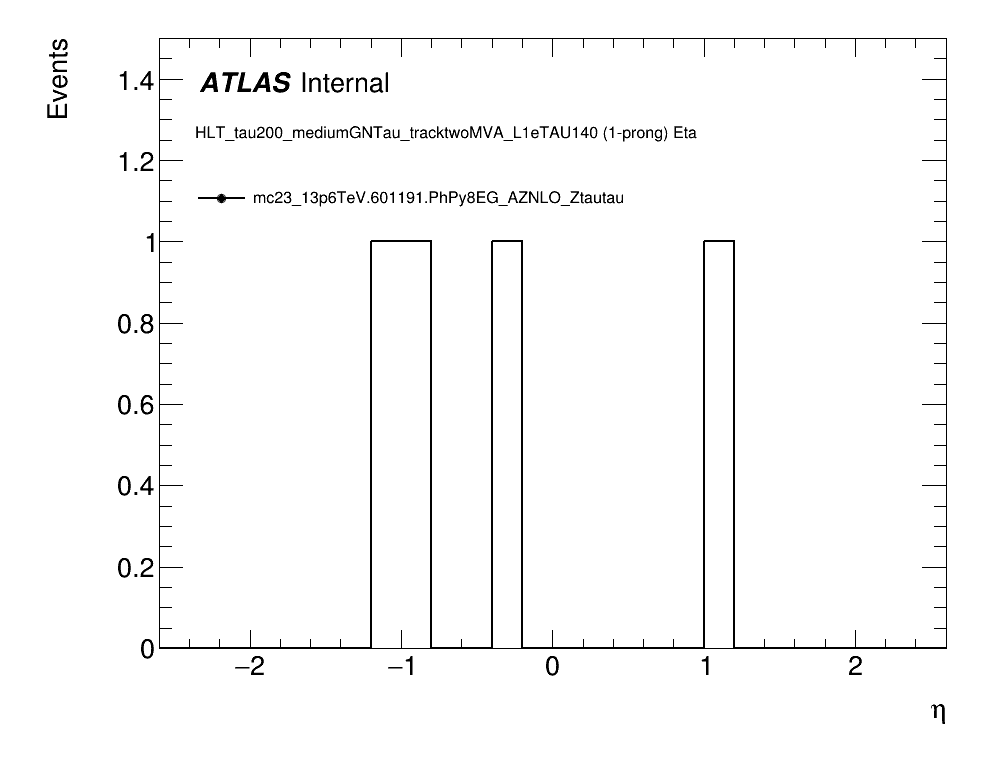 Events
ATLAS Internal
HLT_tau200_mediumGNTau_tracktwoMVA_L1eTAU140 (1-prong) Eta
mc23_13p6TeV.601191.PhPy8EG_AZNLO_Ztautau
1.4
1.2
1
0.8
0.6
0.4
0.2
0
−2 −1 0 1 2
η